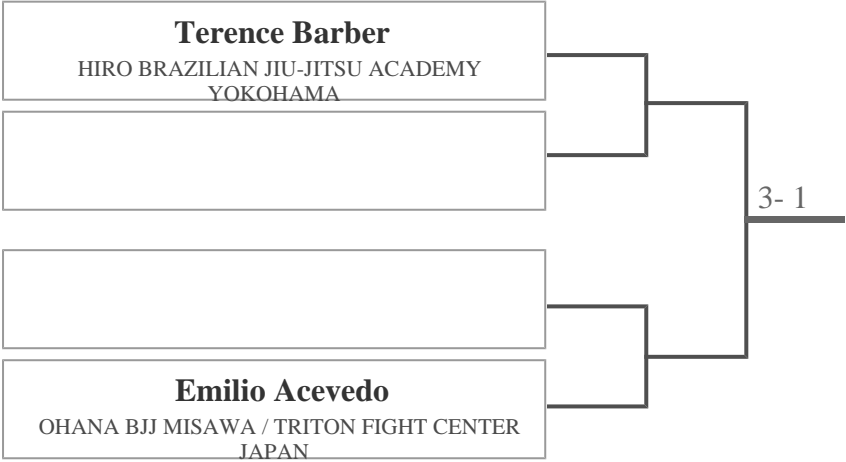 Terence Barber
HIRO BRAZILIAN JIU-JITSU ACADEMY
YOKOHAMA
3- 1
Emilio Acevedo
OHANA BJJ MISAWA / TRITON FIGHT CENTER
JAPAN